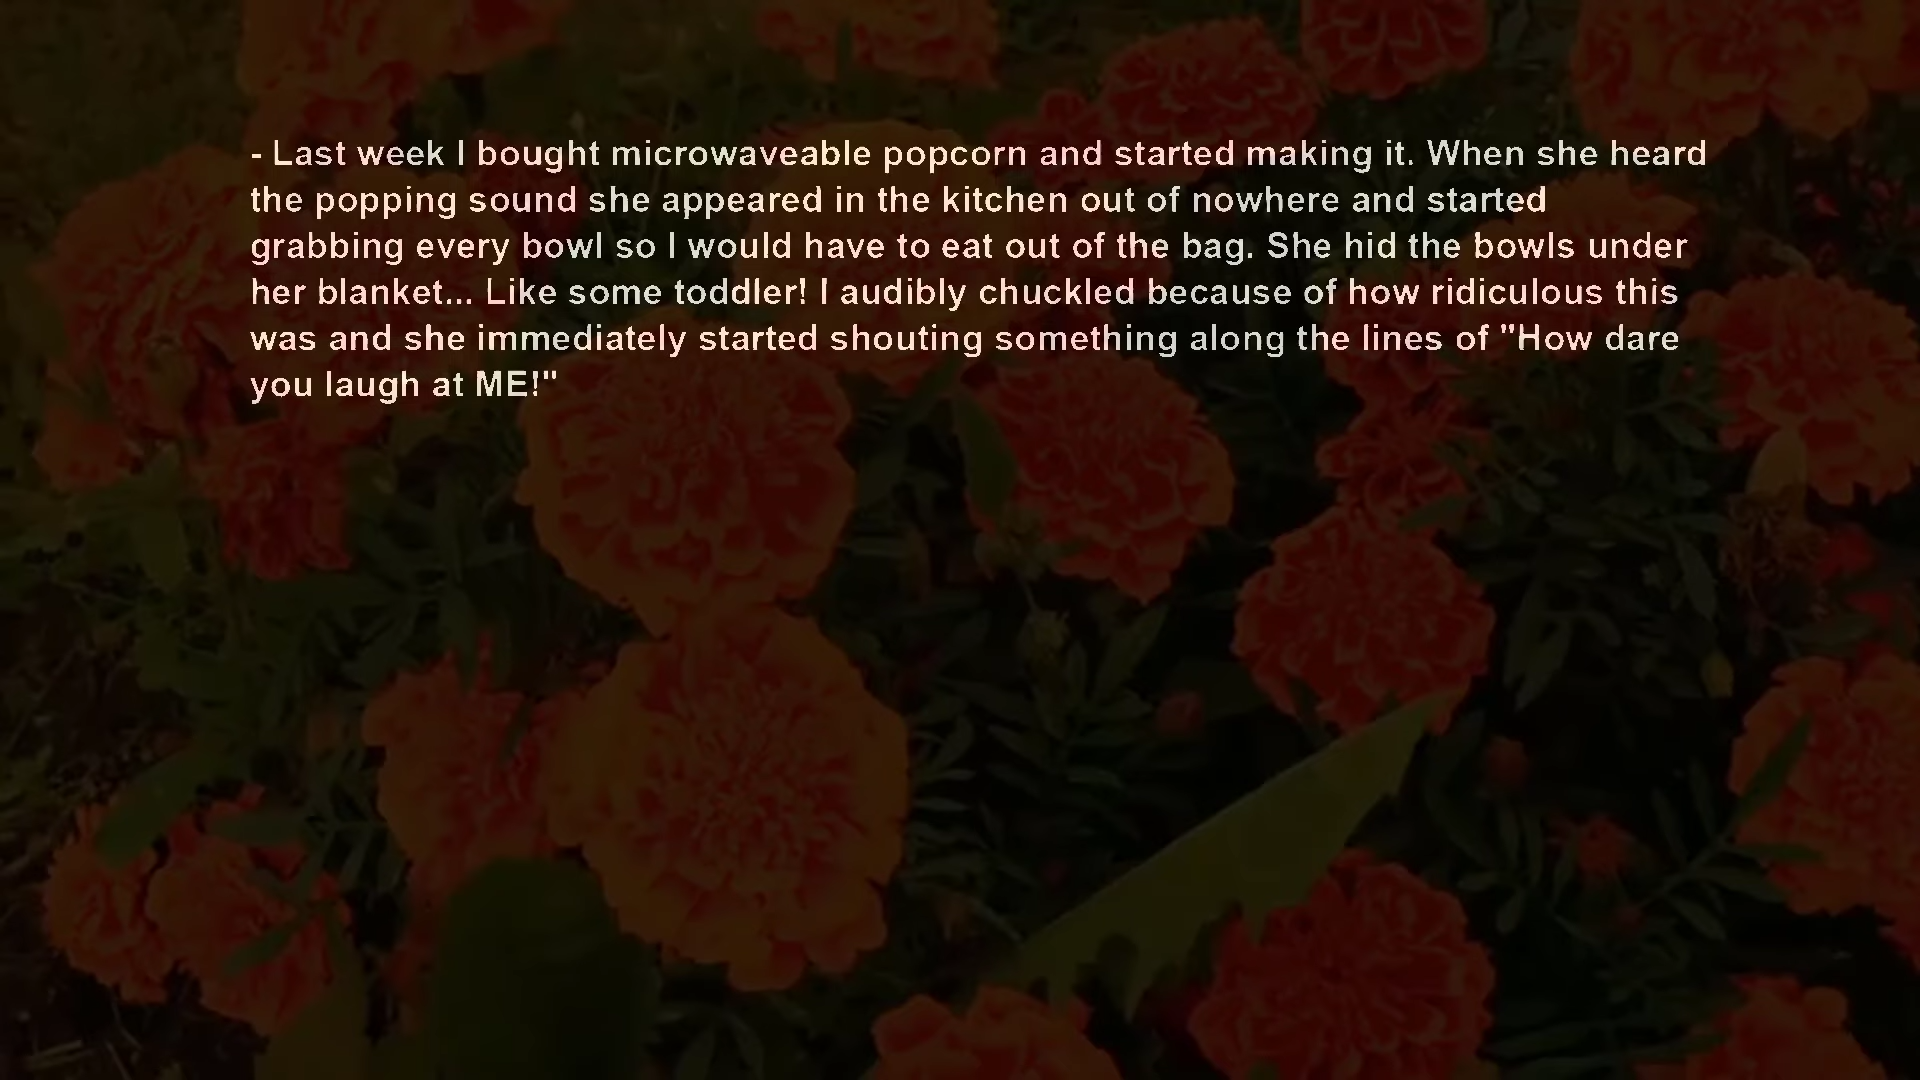 - Last week I bought microwaveable popcorn and started making it. When she heard
the popping sound she appeared in the kitchen out of nowhere and started
grabbing every bowl so I would have to eat out of the bag. She hid the bowls under
her blanket... Like some toddler! I audibly chuckled because of how ridiculous this
was and she immediately started shouting something along the lines of "How dare
you laugh at ME!"